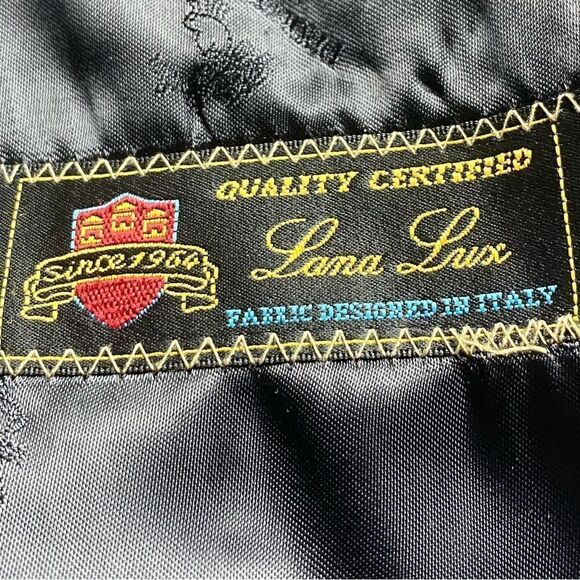 QUALITY CERTIFIED
Since 1964
Lana Lux
FABRIC DESIGNED IN ITALY